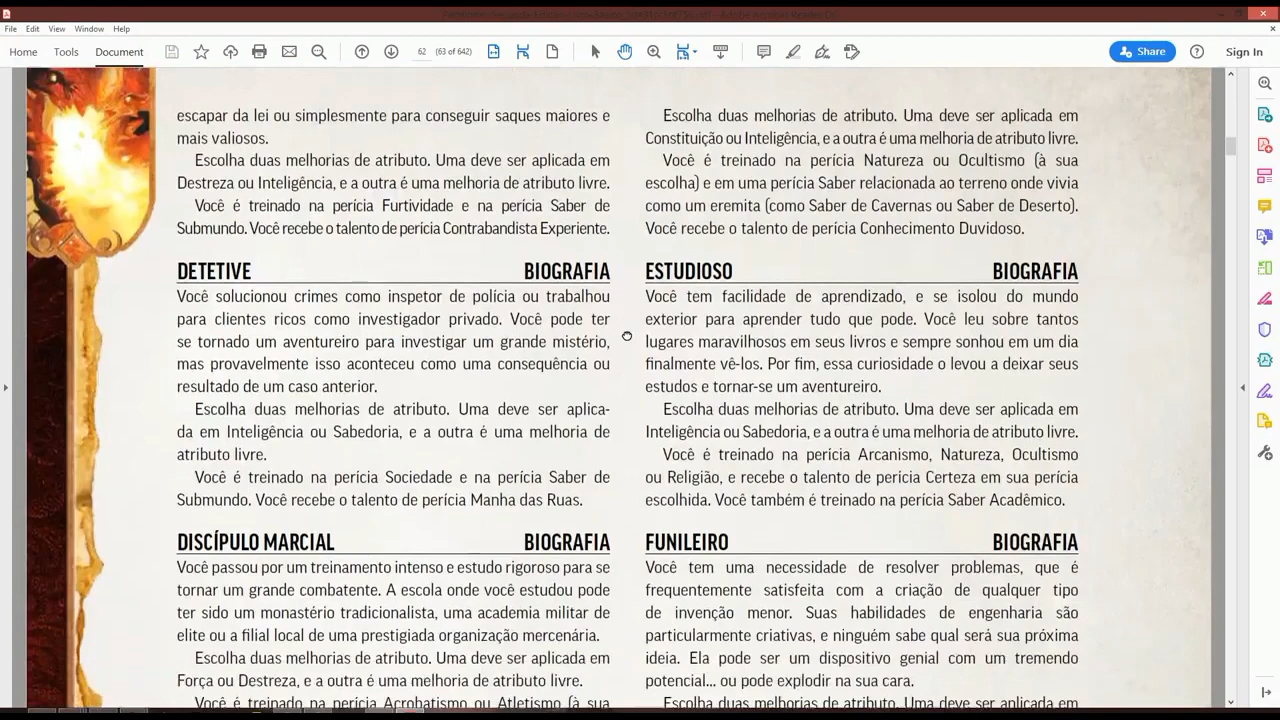 File Edit View Window Help
Home Tools Document 62 (63 of 642) Share Sign In
escapar da lei ou simplesmente para conseguir saques maiores e
mais valiosos.
Escolha duas melhorias de atributo. Uma deve ser aplicada em
Destreza ou Inteligência, e a outra é uma melhoria de atributo livre.
Você é treinado na perícia Furtividade e na perícia Saber de
Submundo. Você recebe o talento de perícia Contrabandista Experiente.
DETETIVE BIOGRAFIA
Você solucionou crimes como inspetor de polícia ou trabalhou
para clientes ricos como investigador privado. Você pode ter
se tornado um aventureiro para investigar um grande mistério,
mas provavelmente isso aconteceu como uma consequência ou
resultado de um caso anterior.
Escolha duas melhorias de atributo. Uma deve ser aplica-
da em Inteligência ou Sabedoria, e a outra é uma melhoria de
atributo livre.
Você é treinado na perícia Sociedade e na perícia Saber de
Submundo. Você recebe o talento de perícia Manha das Ruas.
DISCÍPULO MARCIAL BIOGRAFIA
Você passou por um treinamento intenso e estudo rigoroso para se
tornar um grande combatente. A escola onde você estudou pode
ter sido um monastério tradicionalista, uma academia militar de
elite ou a filial local de uma prestigiada organização mercenária.
Escolha duas melhorias de atributo. Uma deve ser aplicada em
Força ou Destreza, e a outra é uma melhoria de atributo livre.
Você é treinado na perícia Acrobatismo ou Atletismo (à sua
Escolha duas melhorias de atributo. Uma deve ser aplicada em
Constituição ou Inteligência, e a outra é uma melhoria de atributo livre.
Você é treinado na perícia Natureza ou Ocultismo (à sua
escolha) e em uma perícia Saber relacionada ao terreno onde vivia
como um eremita (como Saber de Cavernas ou Saber de Deserto).
Você recebe o talento de perícia Conhecimento Duvidoso.
ESTUDIOSO BIOGRAFIA
Você tem facilidade de aprendizado, e se isolou do mundo
exterior para aprender tudo que pode. Você leu sobre tantos
lugares maravilhosos em seus livros e sempre sonhou em um dia
finalmente vê-los. Por fim, essa curiosidade o levou a deixar seus
estudos e tornar-se um aventureiro.
Escolha duas melhorias de atributo. Uma deve ser aplicada em
Inteligência ou Sabedoria, e a outra é uma melhoria de atributo livre.
Você é treinado na perícia Arcanismo, Natureza, Ocultismo
ou Religião, e recebe o talento de perícia Certeza em sua perícia
escolhida. Você também é treinado na perícia Saber Acadêmico.
FUNILEIRO BIOGRAFIA
Você tem uma necessidade de resolver problemas, que é
frequentemente satisfeita com a criação de qualquer tipo
de invenção menor. Suas habilidades de engenharia são
particularmente criativas, e ninguém sabe qual será sua próxima
ideia. Ela pode ser um dispositivo genial com um tremendo
potencial... ou pode explodir na sua cara.
Escolha duas melhorias de atributo. Uma deve ser aplicada em